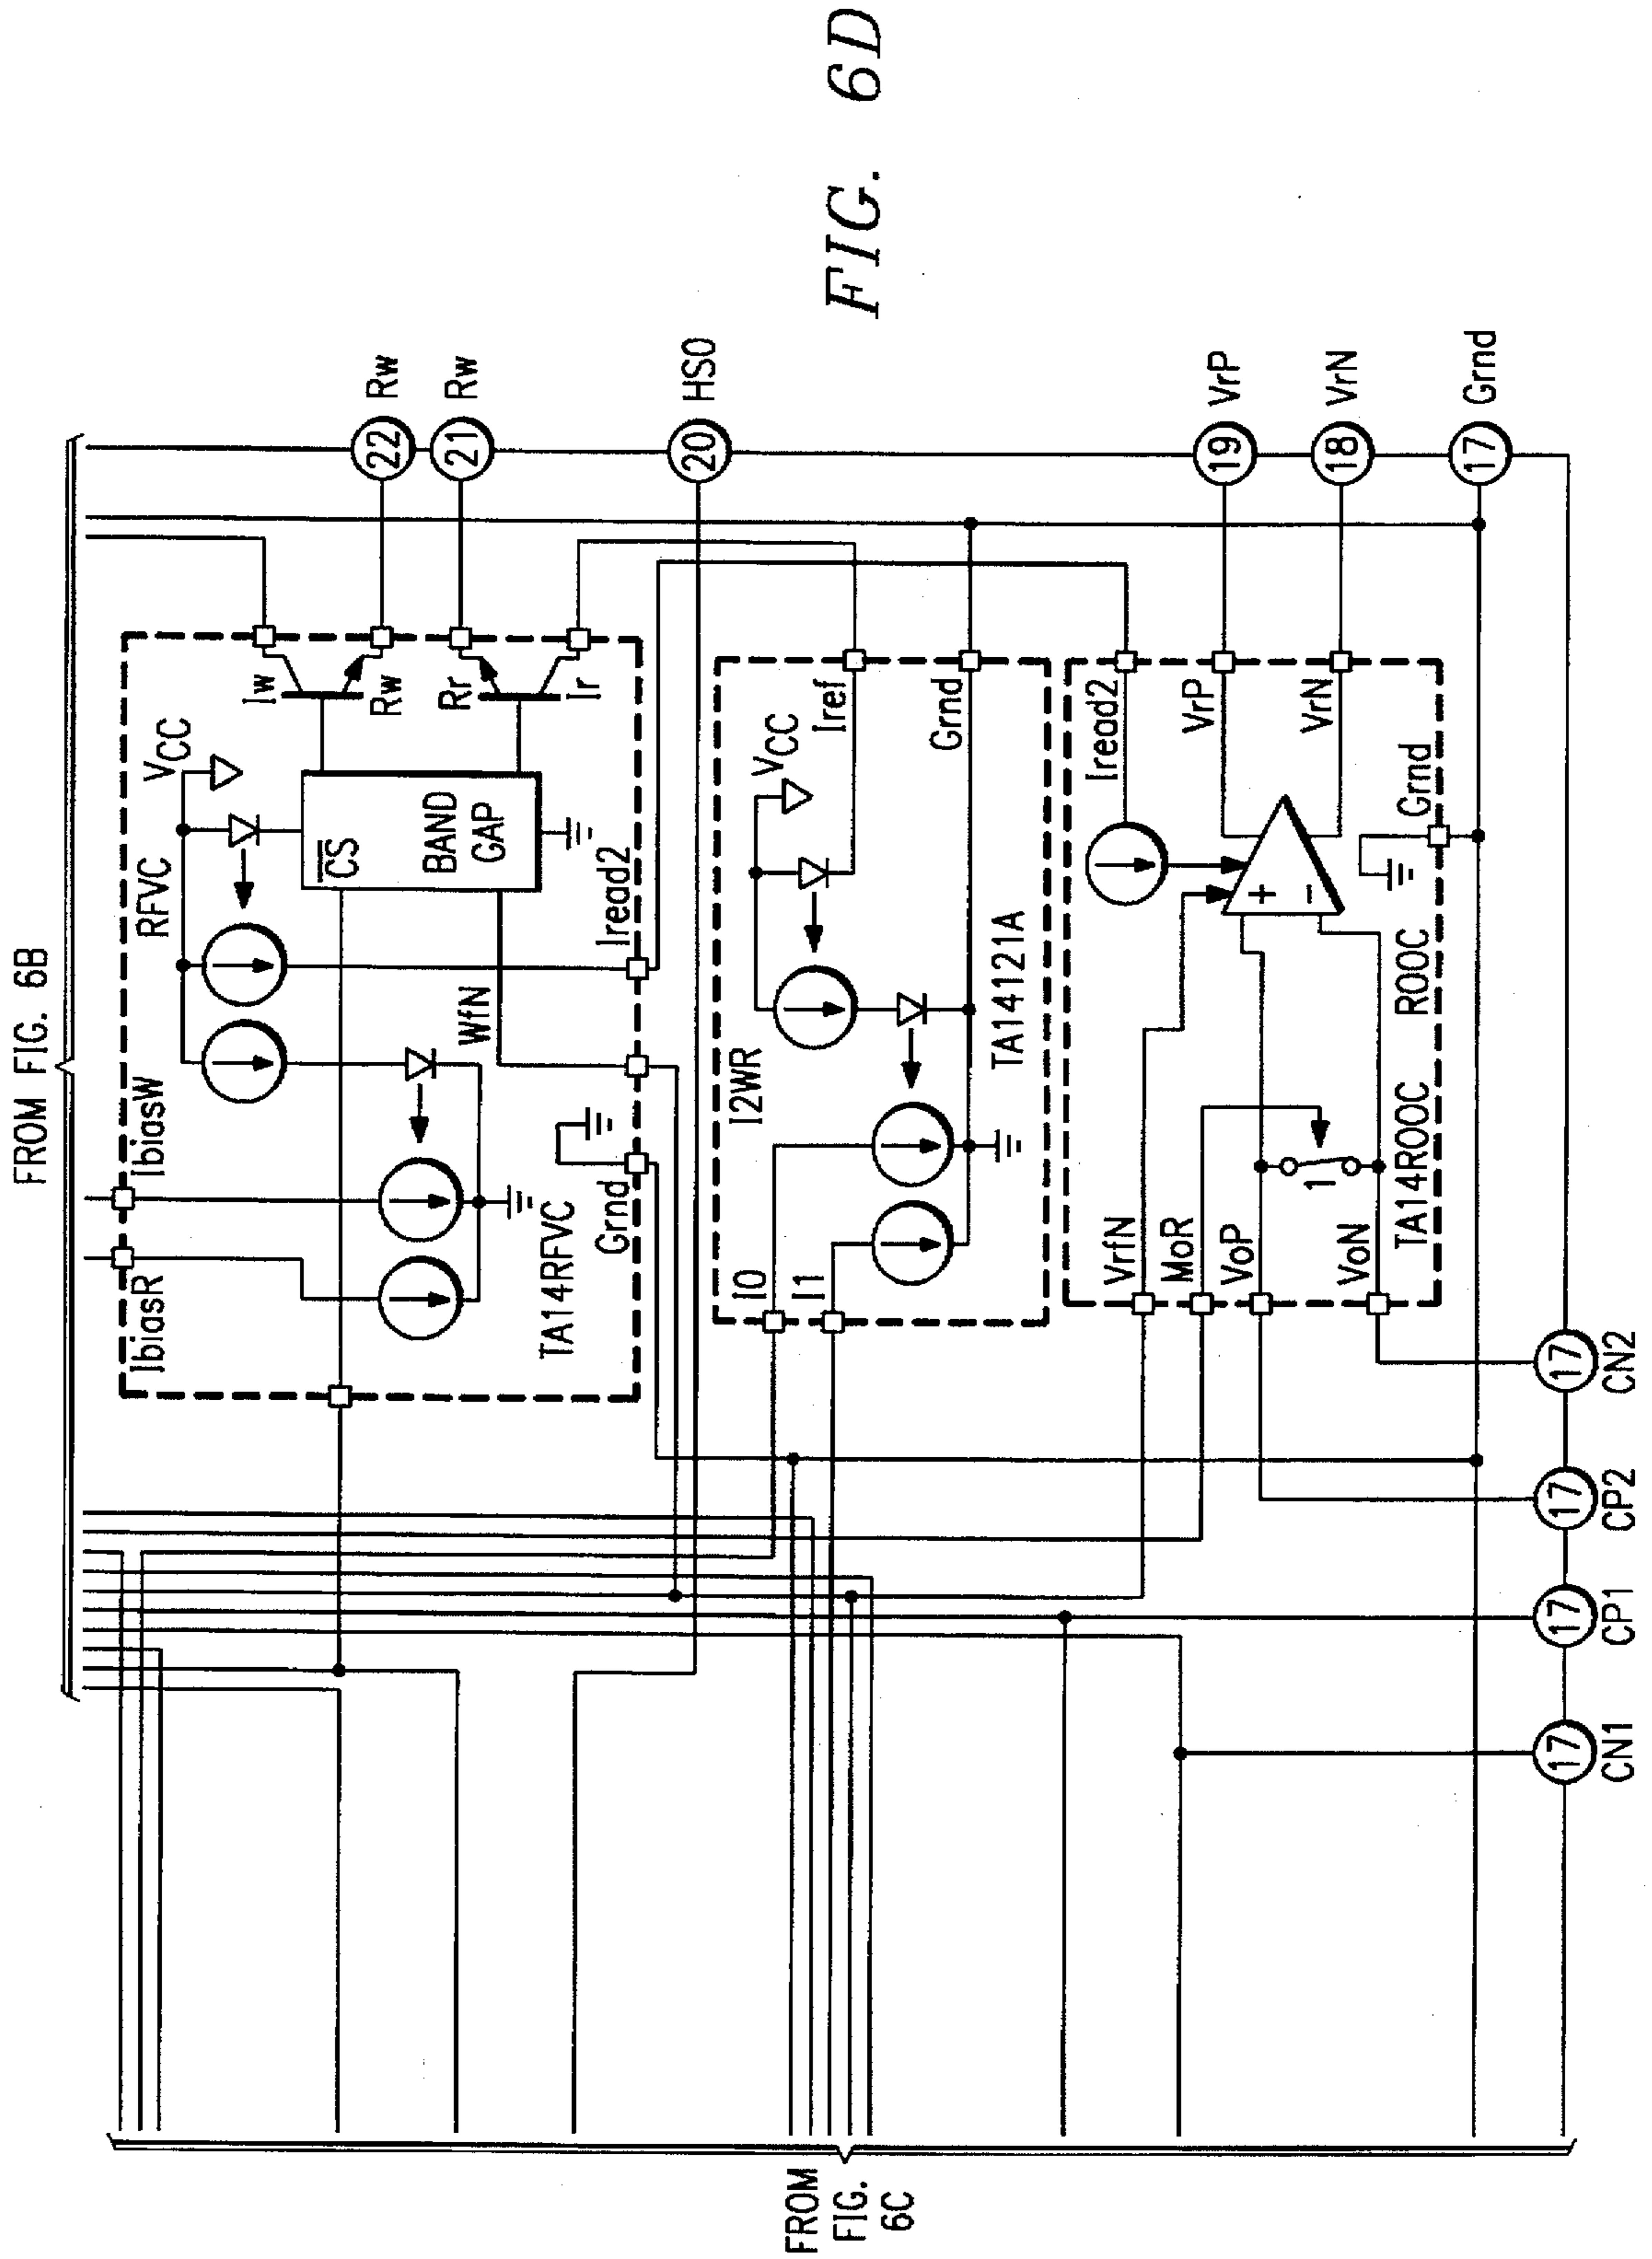 FROM FIG. 6B
FIG. 6D
22 Rw
21 Rw
20 HS0
19 VrP
18 VrN
17 Grnd
IbiasR
IbiasW
RFVC
VCC
Iw
Rw
Rr
Ir
CS
BAND
GAP
WfN
Iread2
Grnd
TA14RFVC
I0
I1
I2WR
VCC
Iref
Grnd
TA14121A
Iread2
VrP
VrN
Grnd
+
−
VrfN
MoR
VoP
VoN
1
TA14ROOC ROOC
17 CN2
17 CP2
17 CP1
17 CN1
FROM
FIG.
6C